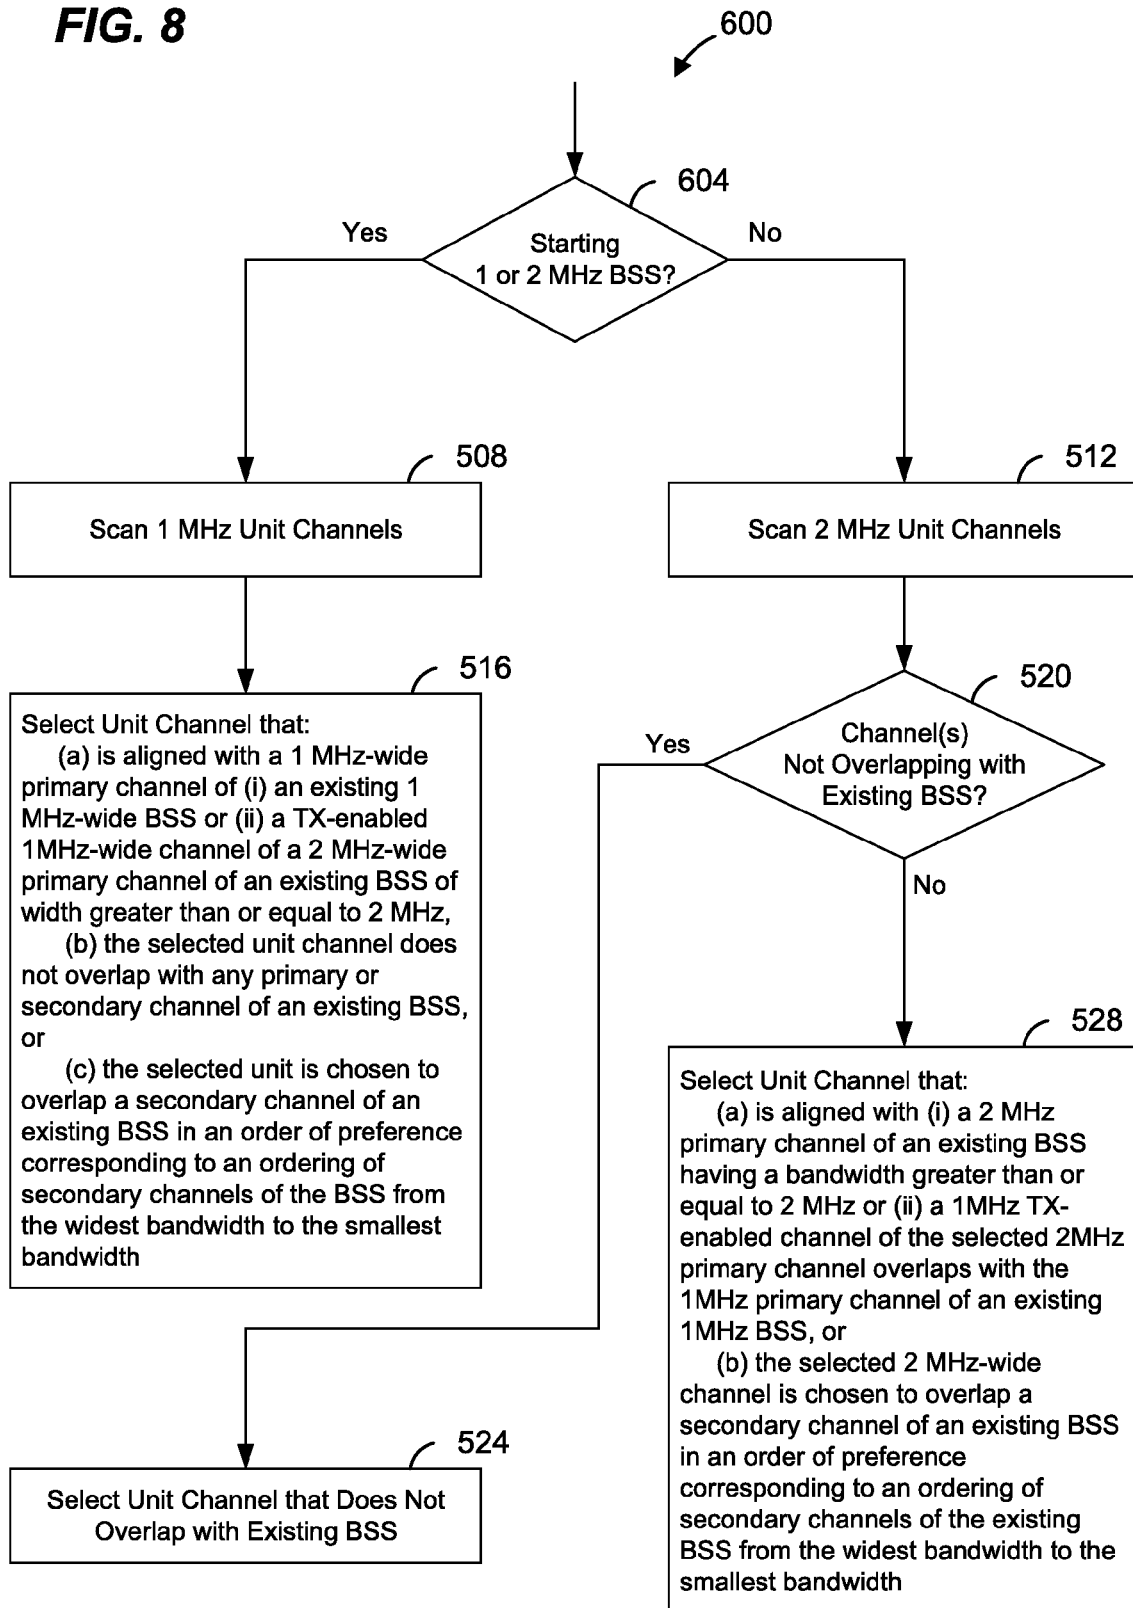 FIG. 8
600
604
Yes
No
Starting
1 or 2 MHz BSS?
508
512
Scan 1 MHz Unit Channels
Scan 2 MHz Unit Channels
516
Select Unit Channel that:
(a) is aligned with a 1 MHz-wide
primary channel of (i) an existing 1
MHz-wide BSS or (ii) a TX-enabled
1MHz-wide channel of a 2 MHz-wide
primary channel of an existing BSS of
width greater than or equal to 2 MHz,
(b) the selected unit channel does
not overlap with any primary or
secondary channel of an existing BSS,
or
(c) the selected unit is chosen to
overlap a secondary channel of an
existing BSS in an order of preference
corresponding to an ordering of
secondary channels of the BSS from
the widest bandwidth to the smallest
bandwidth
520
Yes
Channel(s)
Not Overlapping with
Existing BSS?
No
528
Select Unit Channel that:
(a) is aligned with (i) a 2 MHz
primary channel of an existing BSS
having a bandwidth greater than or
equal to 2 MHz or (ii) a 1MHz TX-
enabled channel of the selected 2MHz
primary channel overlaps with the
1MHz primary channel of an existing
1MHz BSS, or
(b) the selected 2 MHz-wide
channel is chosen to overlap a
secondary channel of an existing BSS
in an order of preference
corresponding to an ordering of
secondary channels of the existing
BSS from the widest bandwidth to the
smallest bandwidth
524
Select Unit Channel that Does Not
Overlap with Existing BSS